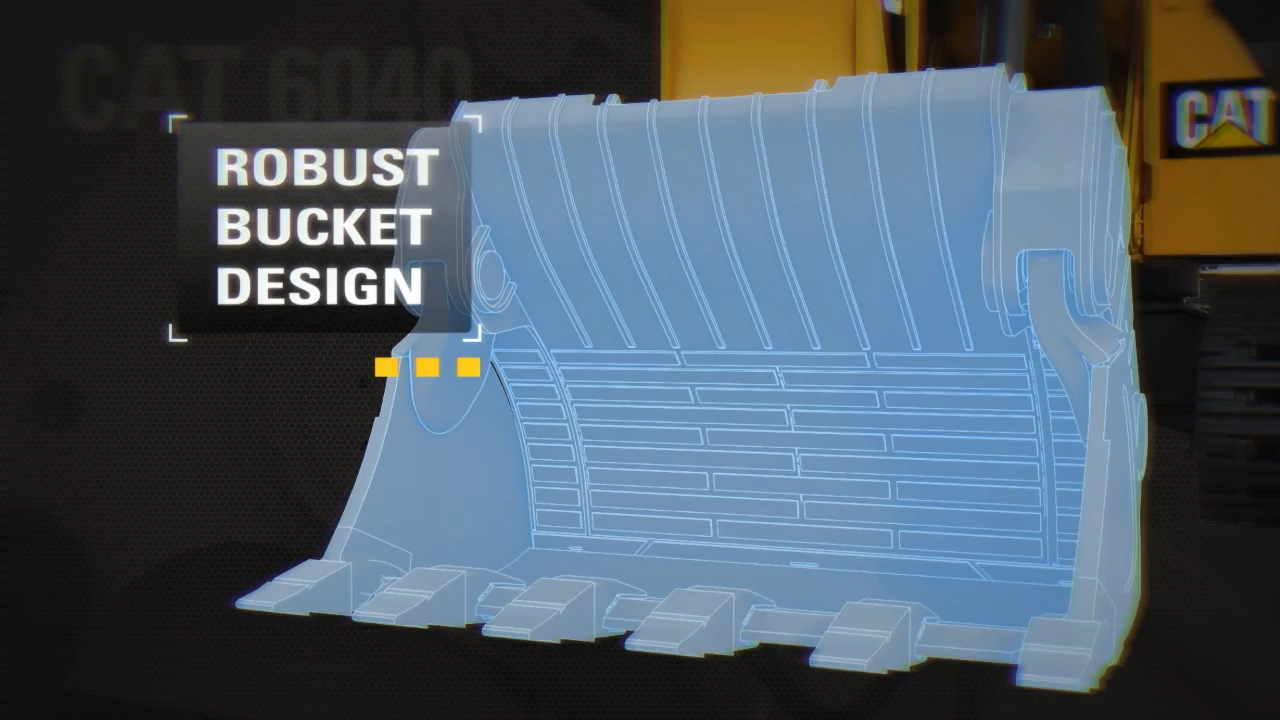 CAT 6040
ROBUST
BUCKET
DESIGN
CAT